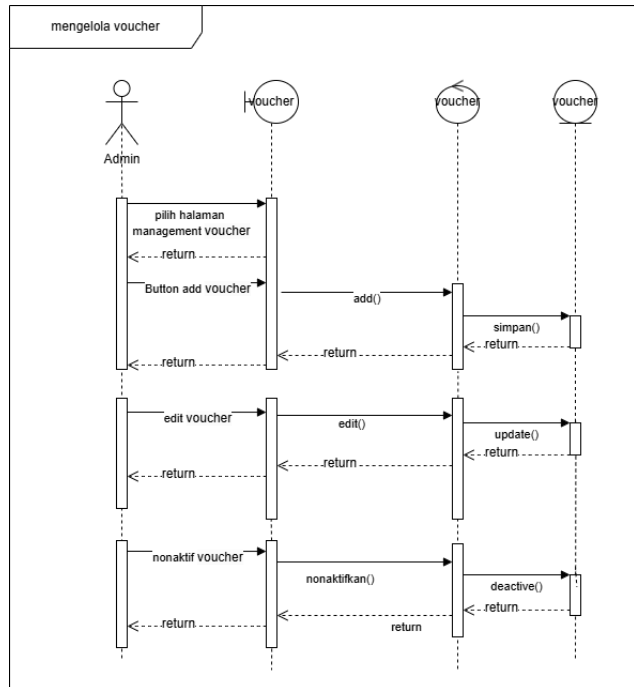 mengelola voucher
voucher
voucher
voucher
Admin
pilih halaman
management voucher
return
Button add voucher
add()
simpan()
return
return
return
edit voucher
edit()
update()
return
return
return
nonaktif voucher
nonaktifkan()
deactive()
return
return
return